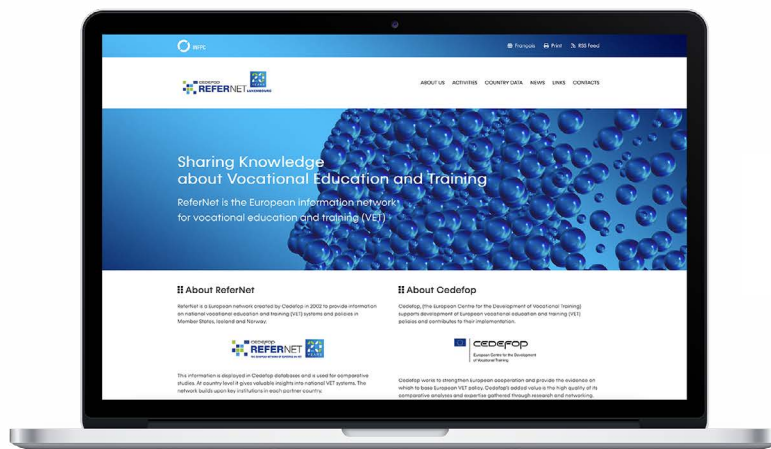 INFPC
Français Print RSS Feed
CEDEFOP
REFERNET
20 YEARS
LUXEMBOURG
ABOUT US ACTIVITIES COUNTRY DATA NEWS LINKS CONTACTS
Sharing Knowledge
about Vocational Education and Training
ReferNet is the European information network
for vocational education and training (VET)
About ReferNet
ReferNet is a European network created by Cedefop in 2002 to provide information
on national vocational education and training (VET) systems and policies in
Member States, Iceland and Norway.
CEDEFOP
REFERNET
20 YEARS
This information is displayed in Cedefop databases and is used for comparative
studies. At country level it gives valuable insights into national VET systems. The
network builds upon key institutions in each partner country.
About Cedefop
Cedefop, (the European Centre for the Development of Vocational Training)
supports development of European vocational education and training (VET)
policies and contributes to their implementation.
CEDEFOP
European Centre for the Development
of Vocational Training
Cedefop works to strengthen European cooperation and provide the evidence on
which to base European VET policy. Cedefop's added value is the high quality of its
comparative analyses and expertise gathered through research and networking.